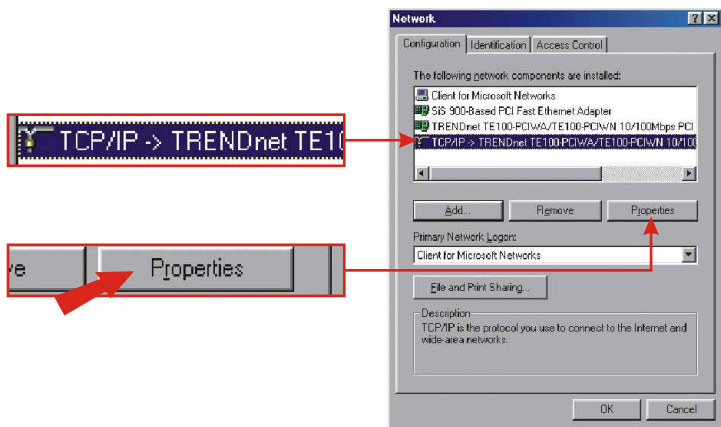 Network
Configuration Identification Access Control
The following network components are installed:
Client for Microsoft Networks
SiS 900-Based PCI Fast Ethernet Adapter
TRENDnet TE100-PCIWA/TE100-PCIWN 10/100Mbps PCI
TCP/IP -> TRENDnet TE100-PCIWA/TE100-PCIWN 10/100
TCP/IP -> TRENDnet TE10
Add... Remove Properties
Primary Network Logon:
Client for Microsoft Networks
ve Properties
File and Print Sharing...
Description
TCP/IP is the protocol you use to connect to the Internet and
wide-area networks.
OK Cancel